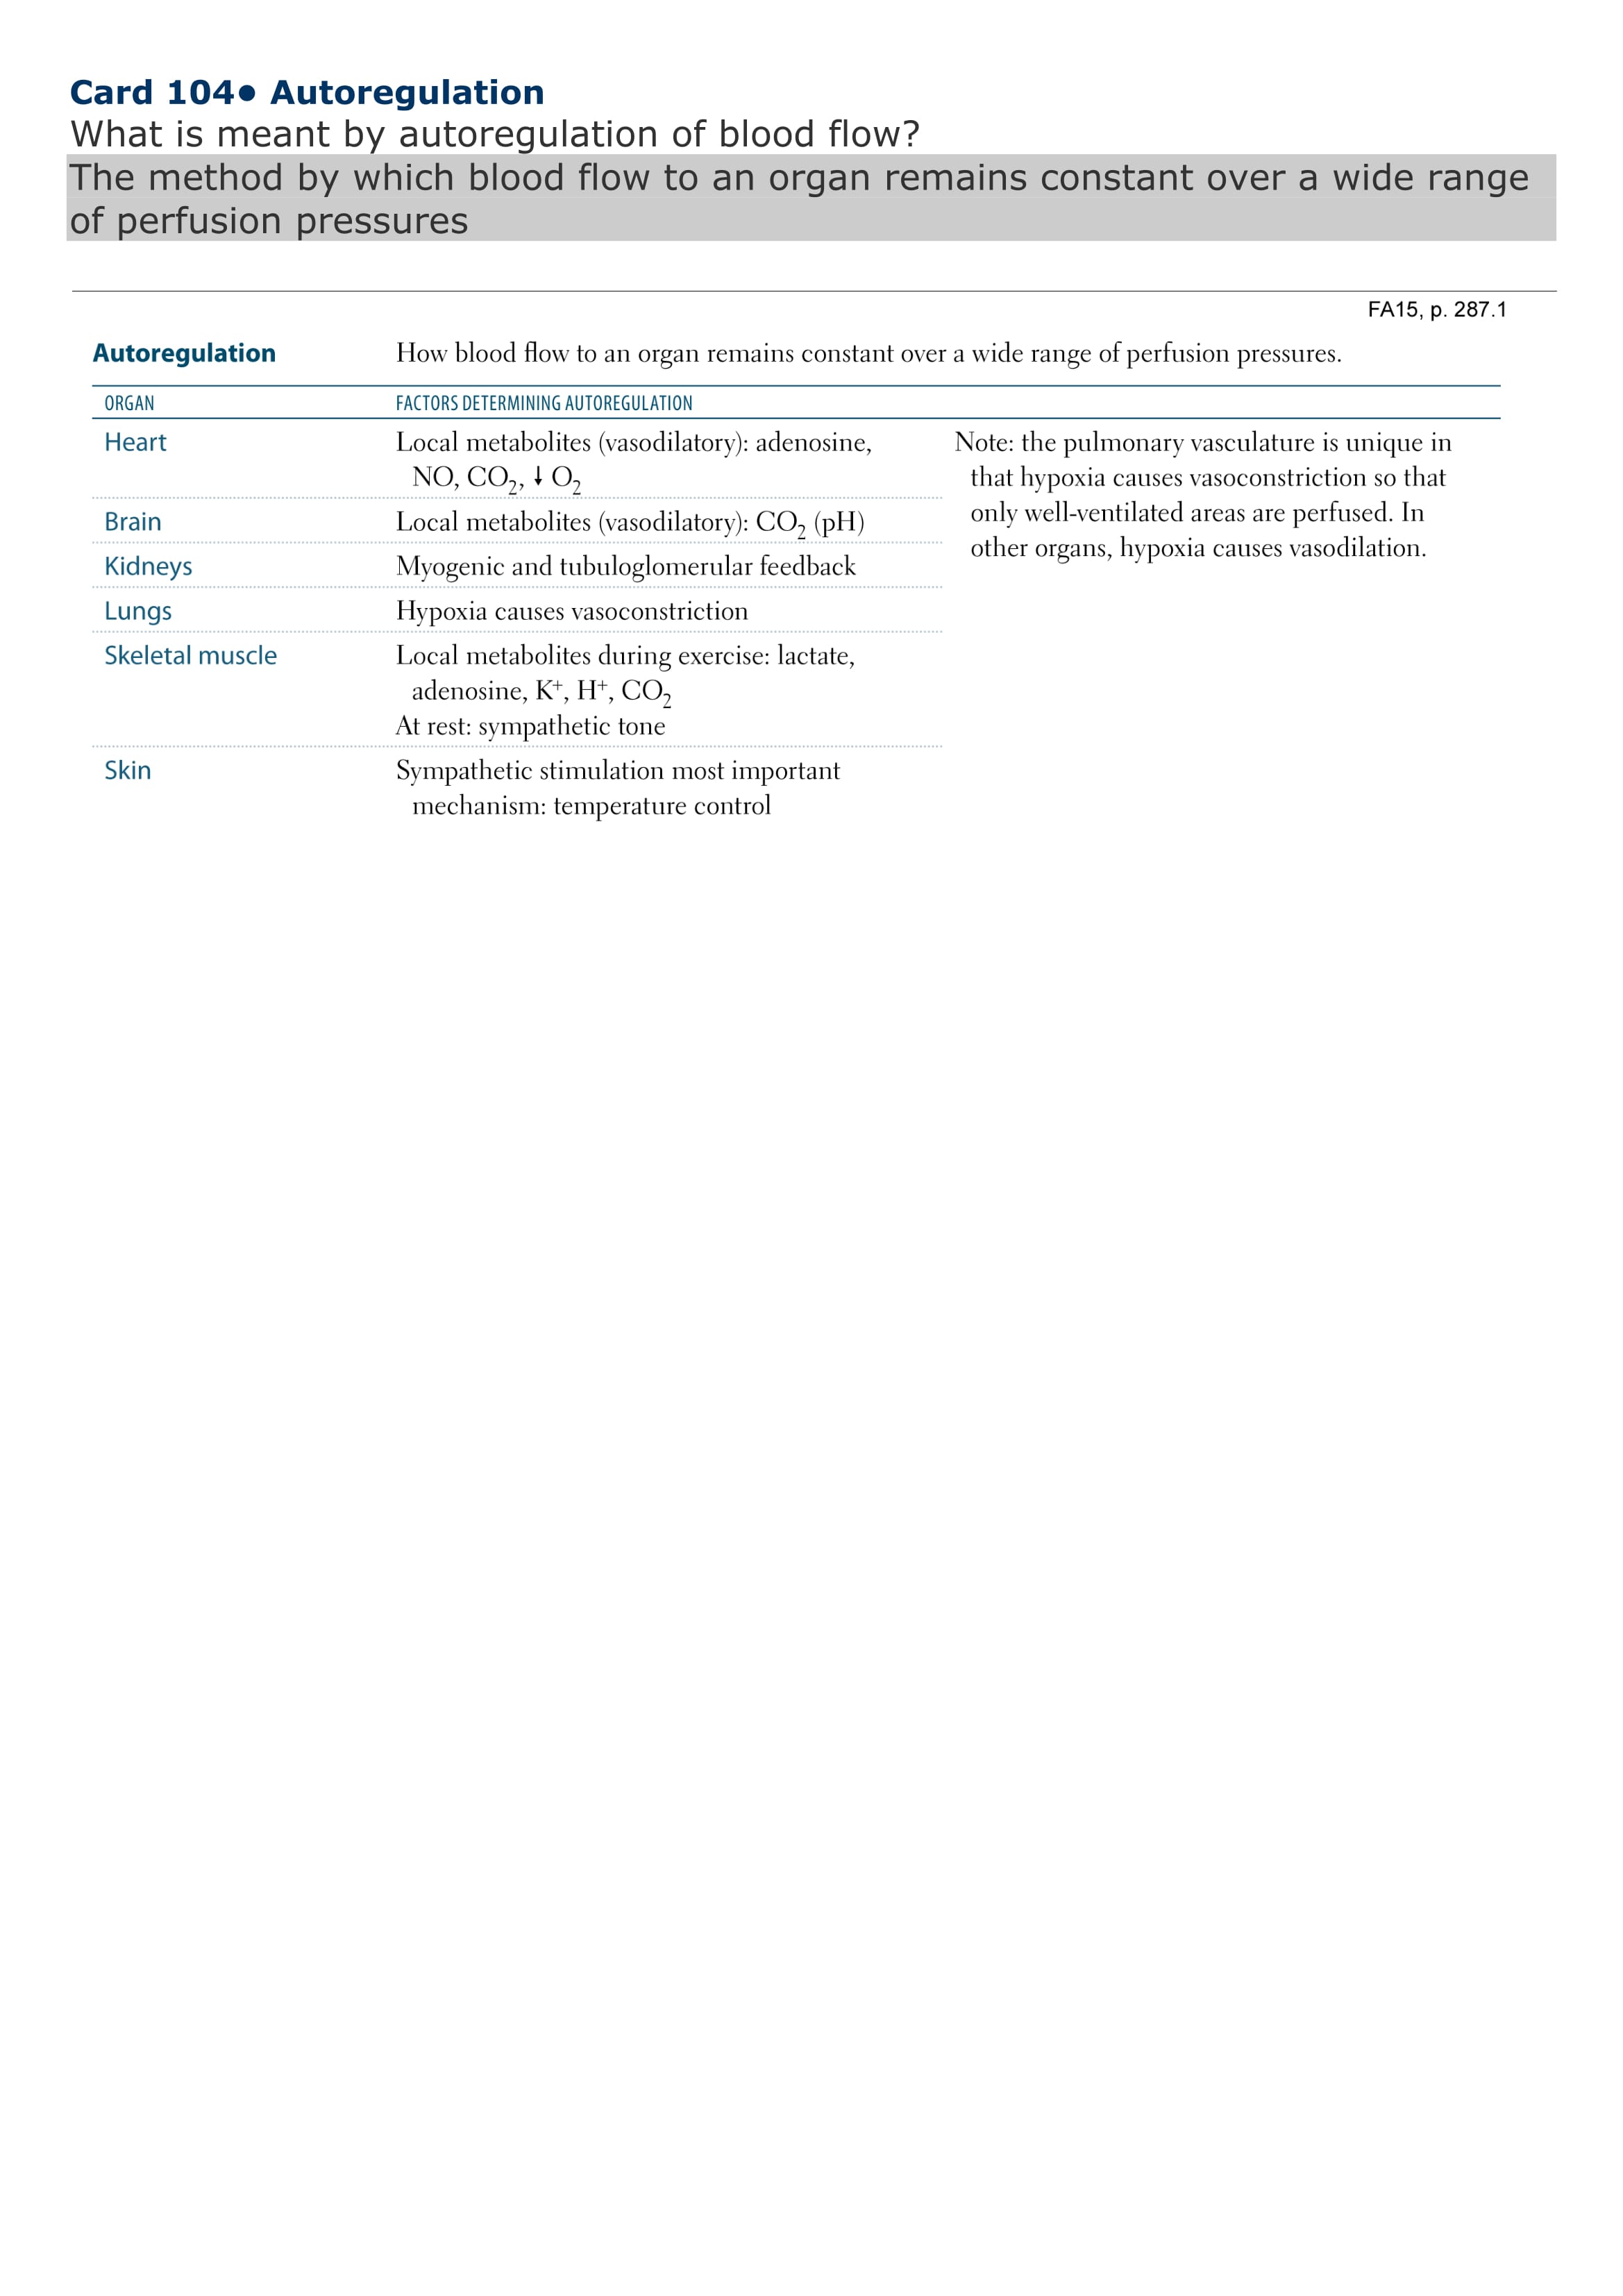 Card 104• Autoregulation
What is meant by autoregulation of blood flow?
The method by which blood flow to an organ remains constant over a wide range
of perfusion pressures
FA15, p. 287.1
Autoregulation How blood flow to an organ remains constant over a wide range of perfusion pressures.
ORGAN FACTORS DETERMINING AUTOREGULATION
Heart Local metabolites (vasodilatory): adenosine,
NO, CO₂, ↓ O₂
Brain Local metabolites (vasodilatory): CO₂ (pH)
Kidneys Myogenic and tubuloglomerular feedback
Lungs Hypoxia causes vasoconstriction
Skeletal muscle Local metabolites during exercise: lactate,
adenosine, K⁺, H⁺, CO₂
At rest: sympathetic tone
Skin Sympathetic stimulation most important
mechanism: temperature control
Note: the pulmonary vasculature is unique in
that hypoxia causes vasoconstriction so that
only well-ventilated areas are perfused. In
other organs, hypoxia causes vasodilation.